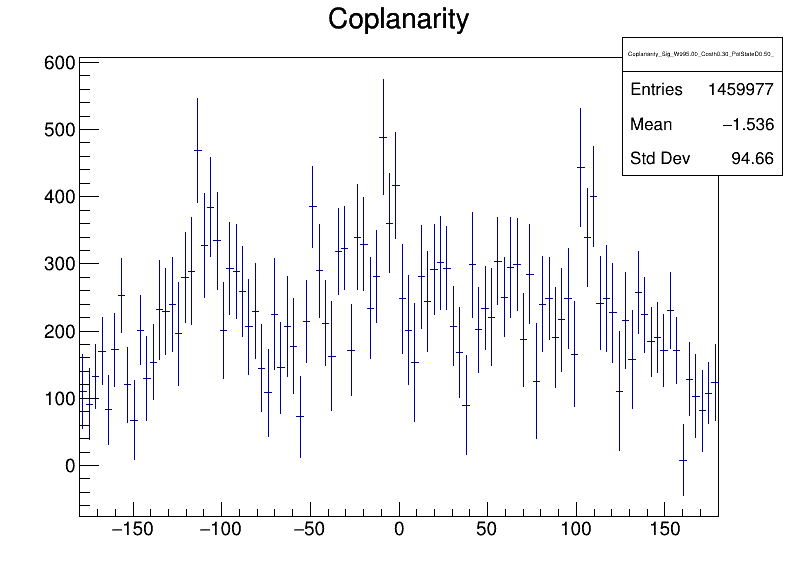 Coplanarity
Coplanarity_Sig_W995.00_Costh0.30_PolStateD0.50_
Entries 1459977
Mean −1.536
Std Dev 94.66
600
500
400
300
200
100
0
−150 −100 −50 0 50 100 150